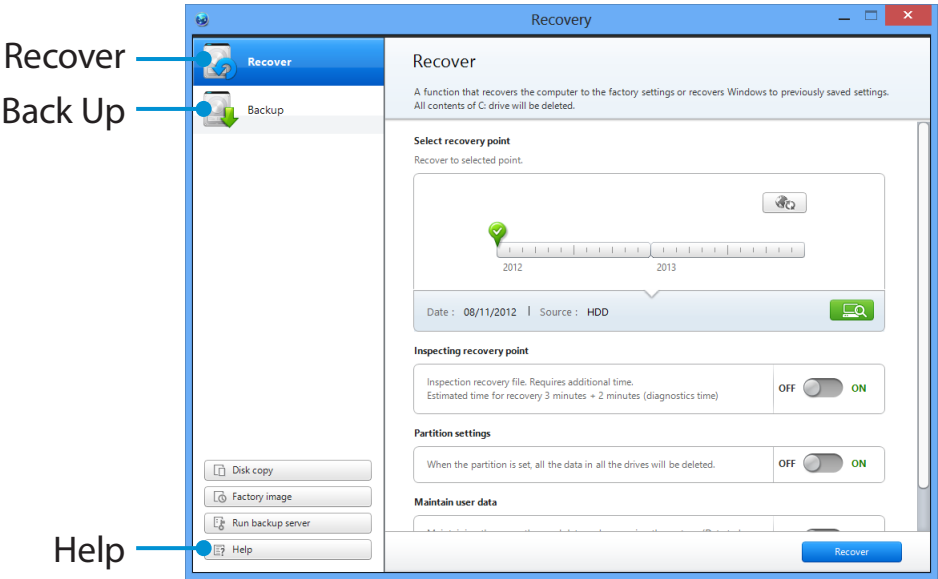 Recovery
Recover
Back Up
Help
Recover
Backup
Disk copy
Factory image
Run backup server
Help
Recover
A function that recovers the computer to the factory settings or recovers Windows to previously saved settings.
All contents of C: drive will be deleted.
Select recovery point
Recover to selected point.
2012 2013
Date : 08/11/2012 | Source : HDD
Inspecting recovery point
Inspection recovery file. Requires additional time.
Estimated time for recovery 3 minutes + 2 minutes (diagnostics time)
OFF ON
Partition settings
When the partition is set, all the data in all the drives will be deleted.
OFF ON
Maintain user data
Recover